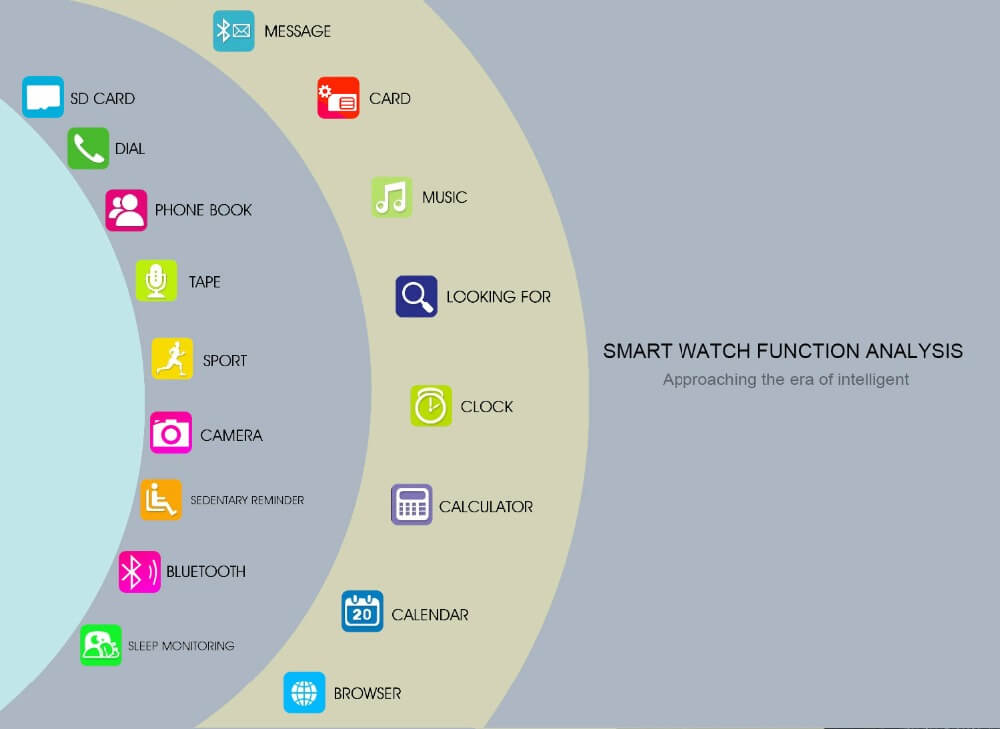 MESSAGE
SD CARD
CARD
DIAL
MUSIC
PHONE BOOK
TAPE
LOOKING FOR
SMART WATCH FUNCTION ANALYSIS
Approaching the era of intelligent
SPORT
CLOCK
CAMERA
SEDENTARY REMINDER
CALCULATOR
BLUETOOTH
20
CALENDAR
SLEEP MONITORING
BROWSER